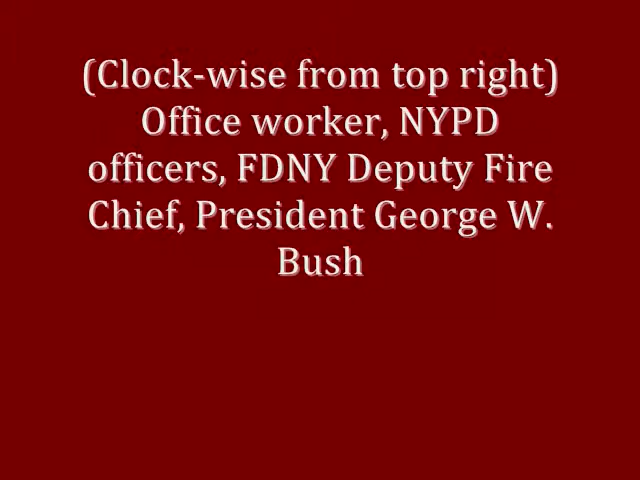 (Clock-wise from top right)
Office worker, NYPD
officers, FDNY Deputy Fire
Chief, President George W.
Bush